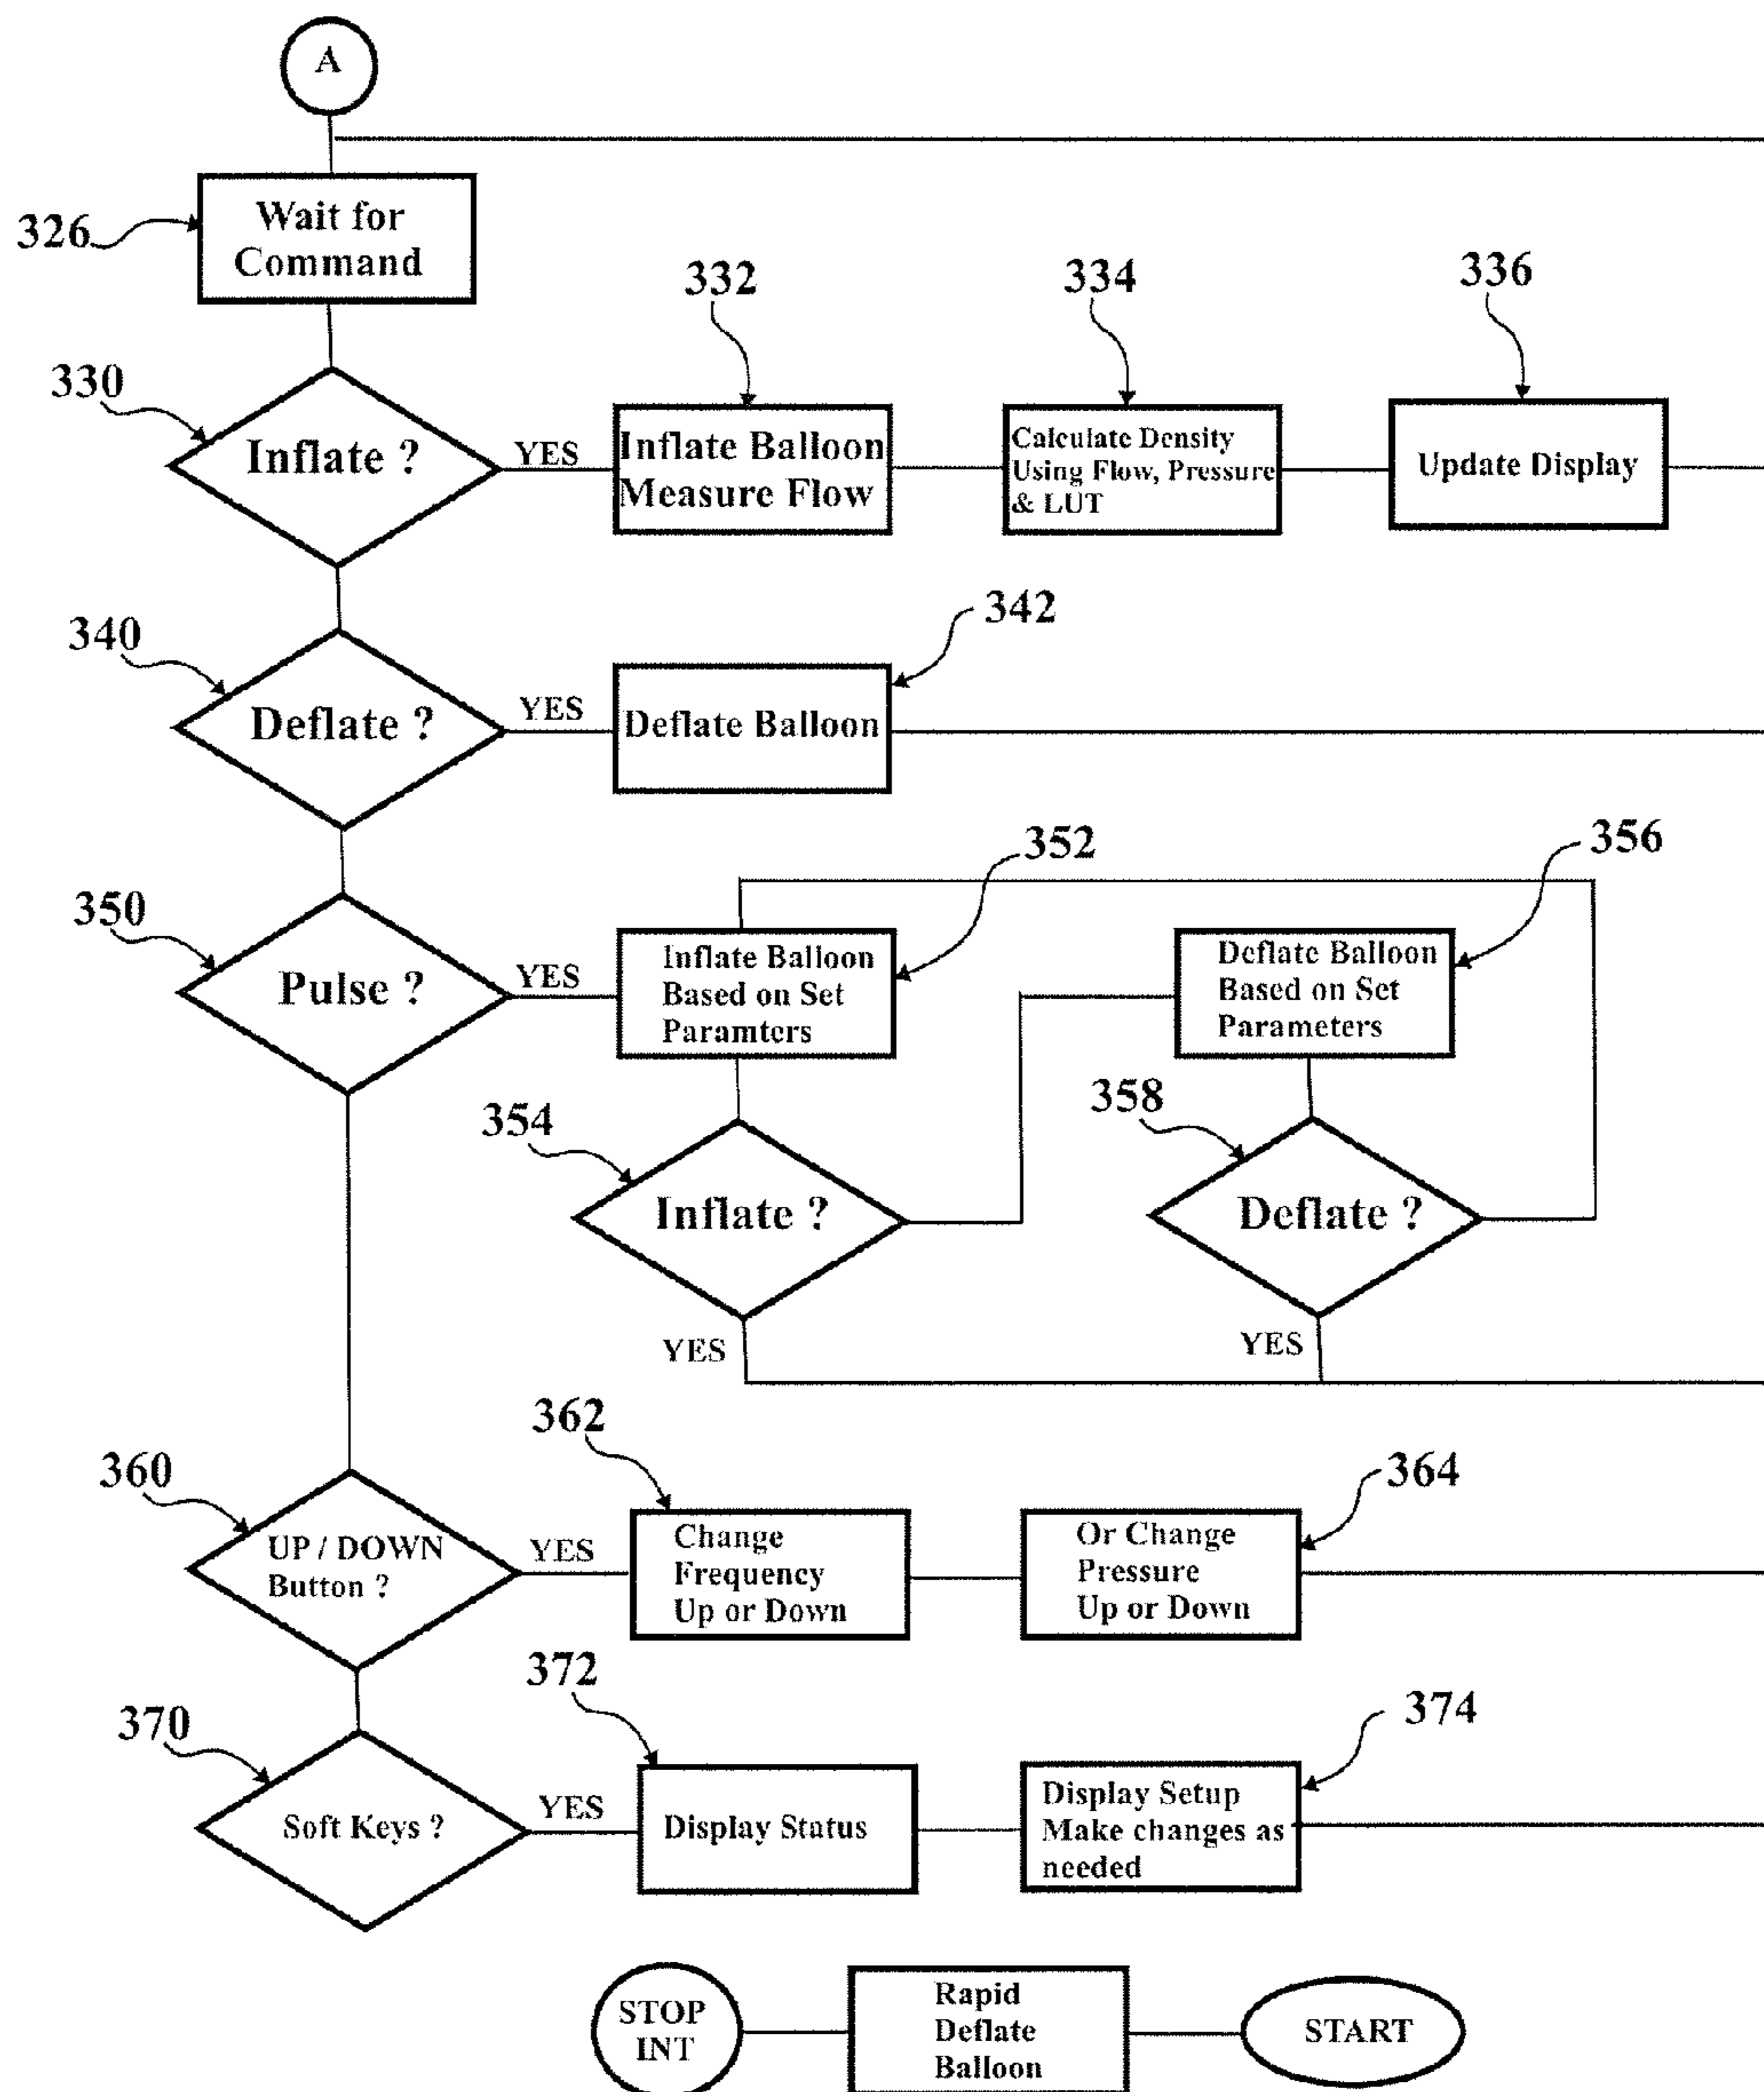 A
326
Wait for
Command
330
Inflate ?
YES
332
Inflate Balloon
Measure Flow
334
Calculate Density
Using Flow, Pressure
& LUT
336
Update Display
340
Deflate ?
YES
342
Deflate Balloon
350
Pulse ?
YES
352
Inflate Balloon
Based on Set
Paramters
356
Deflate Balloon
Based on Set
Parameters
354
Inflate ?
YES
358
Deflate ?
YES
360
UP / DOWN
Button ?
YES
362
Change
Frequency
Up or Down
364
Or Change
Pressure
Up or Down
370
Soft Keys ?
YES
372
Display Status
374
Display Setup
Make changes as
needed
STOP
INT
Rapid
Deflate
Balloon
START